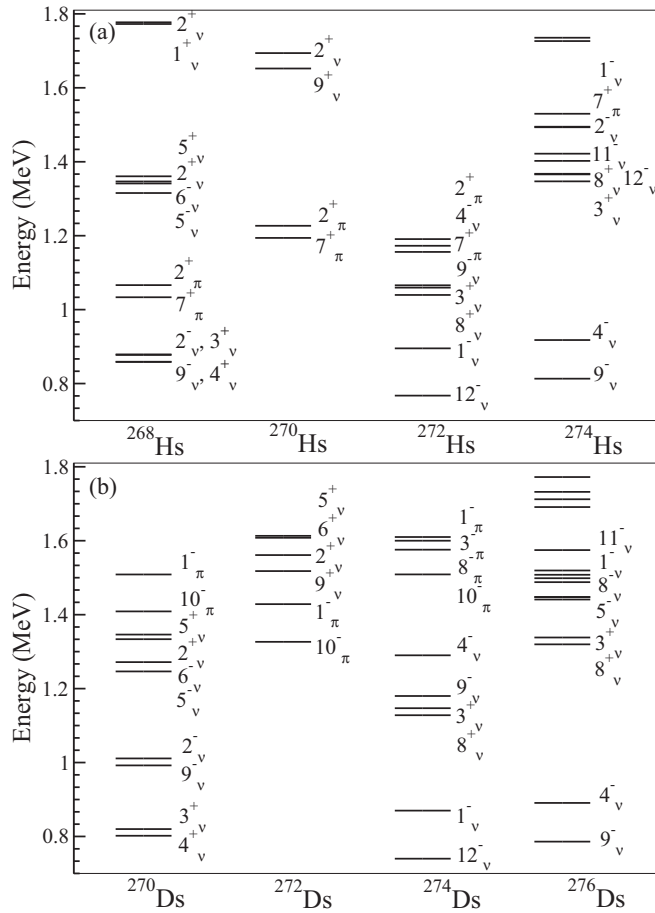 (a)
Energy (MeV)
1.8
1.6
1.4
1.2
1
0.8
2⁺ν
1⁺ν
5⁺ν
2⁺ν
6⁻ν
5⁻ν
2⁺π
7⁺π
2⁻ν, 3⁺ν
9⁻ν, 4⁺ν
2⁺ν
9⁺ν
2⁺π
7⁺π
2⁺π
4⁻ν
7⁺π
9⁻ν
3⁺ν
8⁺ν
1⁻ν
12⁻ν
1⁻ν
7⁺π
2⁻ν
11⁻ν
8⁺ν 12⁻ν
3⁺ν
4⁻ν
9⁻ν
²⁶⁸Hs ²⁷⁰Hs ²⁷²Hs ²⁷⁴Hs
(b)
Energy (MeV)
1.8
1.6
1.4
1.2
1
0.8
1⁻π
10⁻π
5⁺ν
2⁺ν
6⁻ν
5⁻ν
2⁻ν
9⁻ν
3⁺ν
4⁺ν
5⁺ν
6⁺ν
2⁺ν
9⁺ν
1⁻π
10⁻π
1⁻π
3⁻π
8⁻π
10⁻π
4⁻ν
9⁻ν
3⁺ν
8⁺ν
1⁻ν
12⁻ν
11⁻ν
1⁻ν
8⁻ν
5⁻ν
3⁺ν
8⁺ν
4⁻ν
9⁻ν
²⁷⁰Ds ²⁷²Ds ²⁷⁴Ds ²⁷⁶Ds